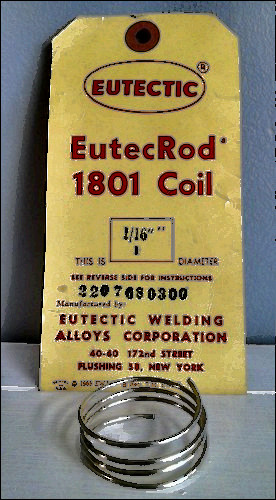 EUTECTIC ®
EutecRod®
1801 Coil
1/16"
THIS IS DIAMETER
SEE REVERSE SIDE FOR INSTRUCTIONS
2207680300
Manufactured by:
EUTECTIC WELDING
ALLOYS CORPORATION
40-40 172nd STREET
FLUSHING 58, NEW YORK